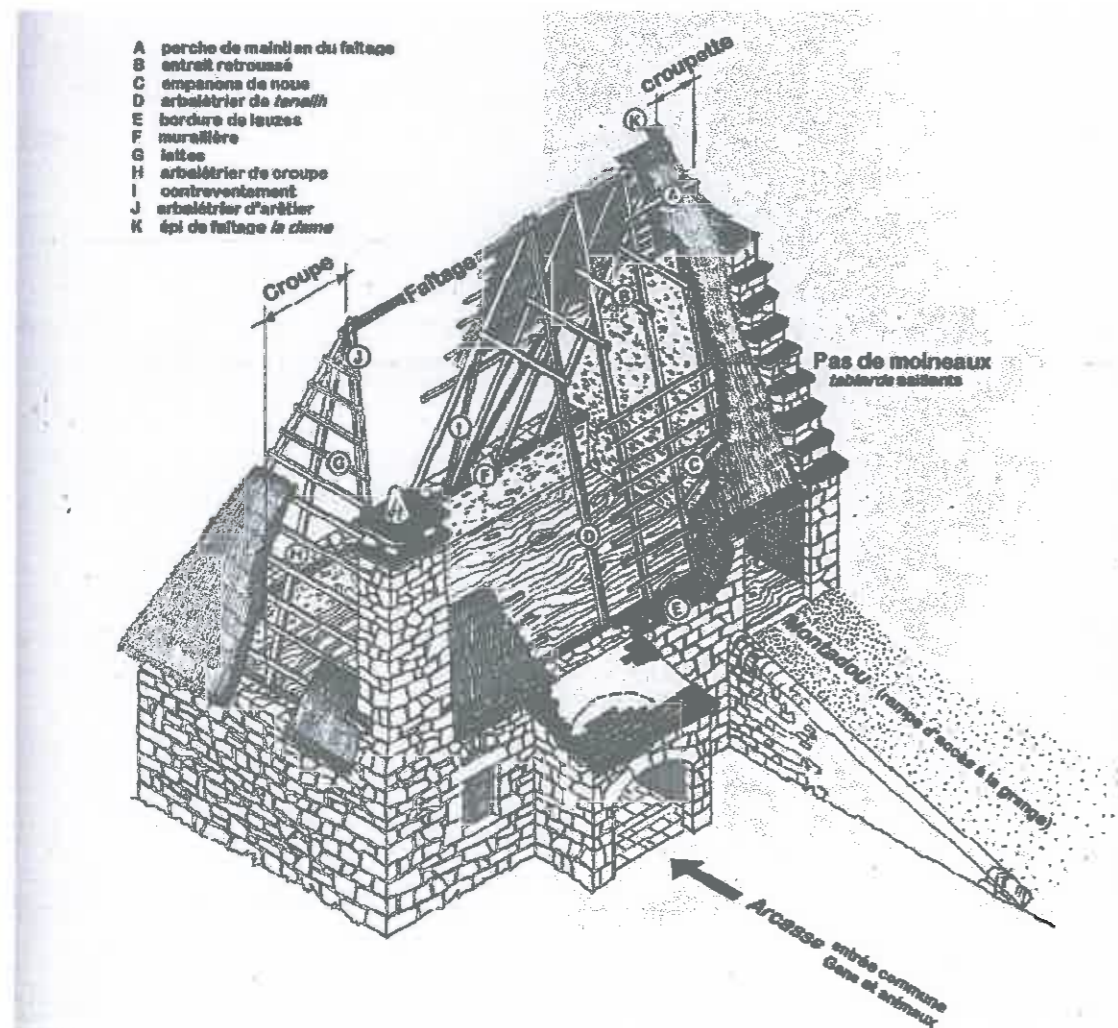 A perche de maintien du faîtage
B entrait retroussé
C empanons de noue
D arbalétrier de tenailh
E bordure de lauzes
F muraillère
G lattes
H arbalétrier de croupe
I contreventement
J arbalétrier d'arêtier
K épi de faîtage la dame
croupette
K
A
Croupe
Faîtage
B
J
Pas de moineaux
tablards saillants
I
G
F
C
D
H
E
Montadou (rampe d'accès à la grange)
Arcasse entrée commune
Gens et animaux